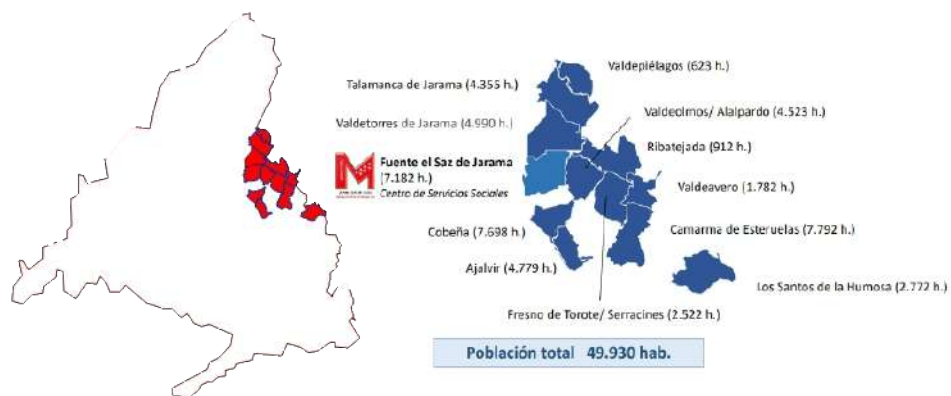 Valdepiélagos (623 h.)
Talamanca de Jarama (4.355 h.)
Valdeolmos/ Alalpardo (4.523 h.)
Valdetorres de Jarama (4.990 h.)
Ribatejada (912 h.)
M
Fuente el Saz de Jarama
(7.182 h.)
Centro de Servicios Sociales
Valdeavero (1.782 h.)
Cobeña (7.698 h.)
Camarma de Esteruelas (7.792 h.)
Ajalvir (4.779 h.)
Los Santos de la Humosa (2.772 h.)
Fresno de Torote/ Serracines (2.522 h.)
Población total 49.930 hab.